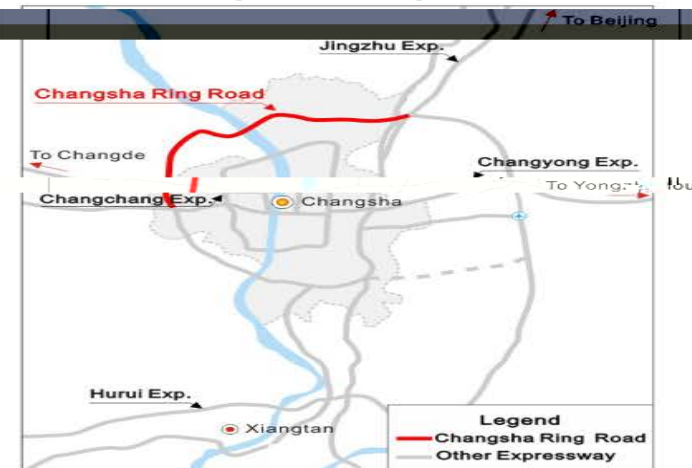 To Beijing
Jingzhu Exp.
Changsha Ring Road
To Changde
Changyong Exp.
Changchang Exp.
Changsha
Hurui Exp.
Xiangtan
Legend
Changsha Ring Road
Other Expressway